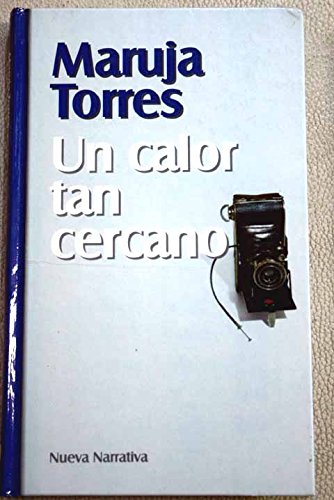 Maruja
Torres
Un calor
tan
cercano
Nueva Narrativa